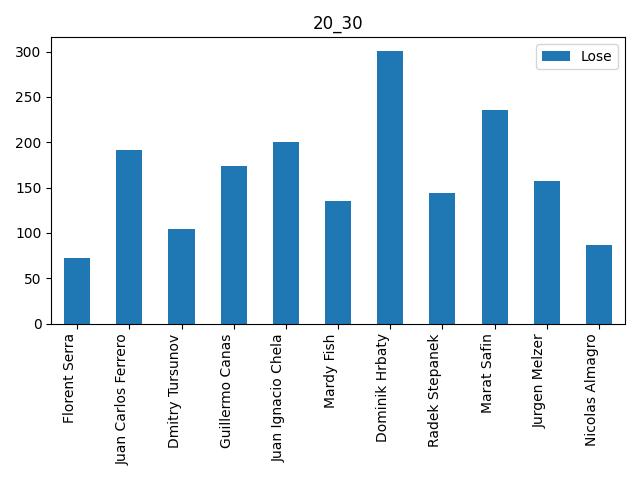 20_30
Lose
300
250
200
150
100
50
0
Florent Serra
Juan Carlos Ferrero
Dmitry Tursunov
Guillermo Canas
Juan Ignacio Chela
Mardy Fish
Dominik Hrbaty
Radek Stepanek
Marat Safin
Jurgen Melzer
Nicolas Almagro